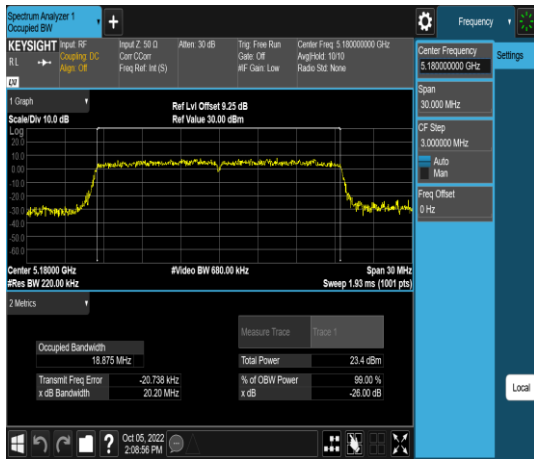 Spectrum Analyzer 1
Occupied BW
Frequency
KEYSIGHT
R L
LXI
Input: RF
Coupling: DC
Align: Off
Input Z: 50 Ω
Corr CCorr
Freq Ref: Int (S)
Atten: 30 dB
Trig: Free Run
Gate: Off
#IF Gain: Low
Center Freq: 5.180000000 GHz
Avg|Hold: 10/10
Radio Std: None
Center Frequency
5.180000000 GHz
Settings
Span
30.000 MHz
CF Step
3.000000 MHz
Auto
Man
Freq Offset
0 Hz
Local
1 Graph
Scale/Div 10.0 dB
Ref Lvl Offset 9.25 dB
Ref Value 30.00 dBm
Log
20.0
10.0
0.00
-10.0
-20.0
-30.0
-40.0
-50.0
-60.0
Center 5.18000 GHz
#Res BW 220.00 kHz
#Video BW 680.00 kHz
Span 30 MHz
Sweep 1.93 ms (1001 pts)
2 Metrics
Measure Trace
Trace 1
Occupied Bandwidth
18.875 MHz
Total Power
23.4 dBm
Transmit Freq Error
-20.738 kHz
% of OBW Power
99.00 %
x dB Bandwidth
20.20 MHz
x dB
-26.00 dB
Oct 05, 2022
2:08:56 PM